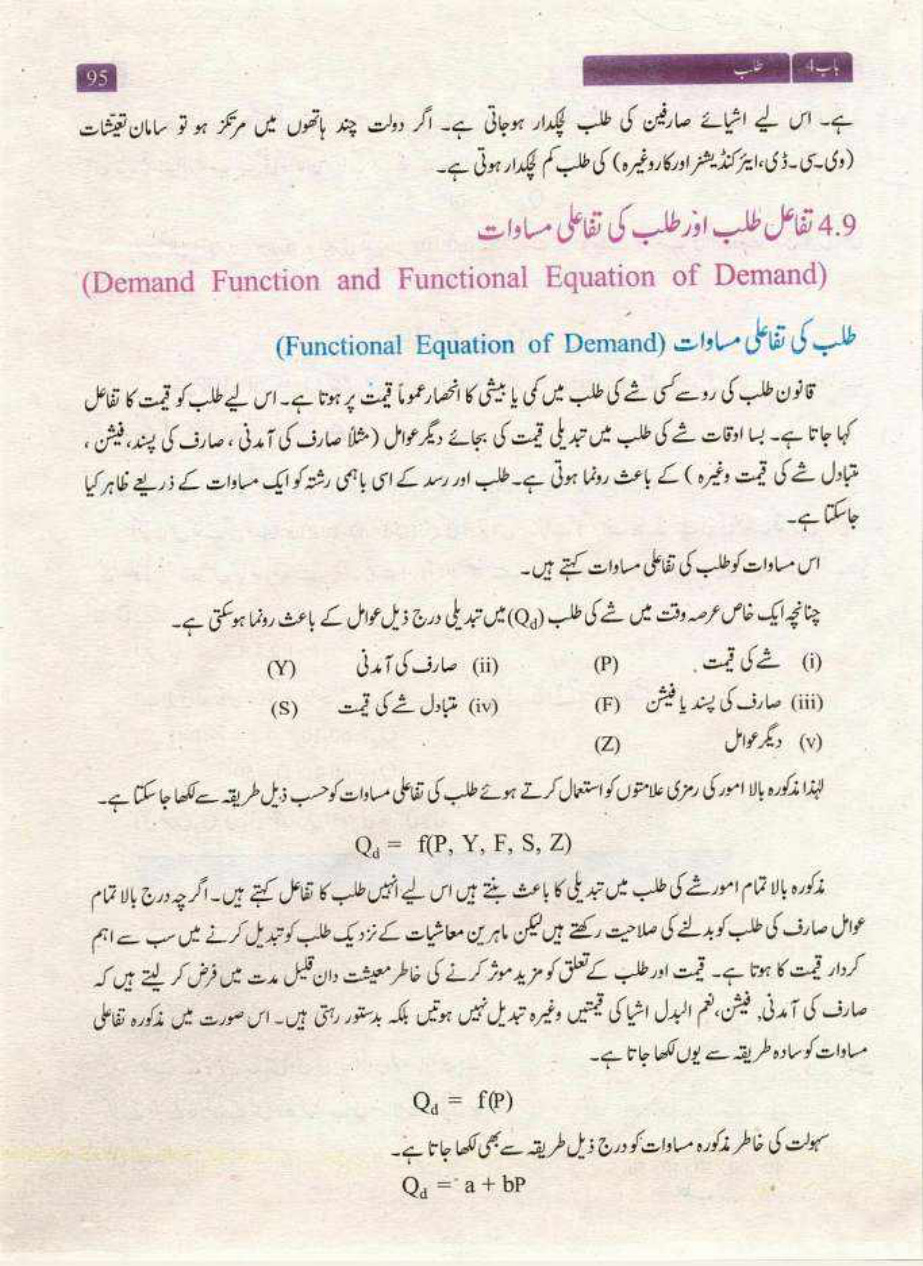 باب 4 طلب
95
ہے۔ اس لیے اشیائے صارفین کی طلب لچکدار ہوجاتی ہے۔ اگر دولت چند ہاتھوں میں مرتکز ہو تو سامان تعیشات
(وی۔سی۔ڈی،ایئرکنڈیشنر اورکاروغیرہ) کی طلب کم لچکدار ہوتی ہے۔
4.9 تفاعل طلب اور طلب کی تفاعلی مساوات
(Demand Function and Functional Equation of Demand)
طلب کی تفاعلی مساوات (Functional Equation of Demand)
قانون طلب کی رو سے کسی شے کی طلب میں کمی یا بیشی کا انحصار عموماً قیمت پر ہوتا ہے۔ اس لیے طلب کو قیمت کا تفاعل
کہا جاتا ہے۔ بسا اوقات شے کی طلب میں تبدیلی قیمت کی بجائے دیگر عوامل (مثلاً صارف کی آمدنی ، صارف کی پسند، فیشن ،
متبادل شے کی قیمت وغیرہ ) کے باعث رونما ہوتی ہے۔ طلب اور رسد کے اسی باہمی رشتہ کو ایک مساوات کے ذریعے ظاہر کیا
جاسکتا ہے۔
اس مساوات کو طلب کی تفاعلی مساوات کہتے ہیں۔
چنانچہ ایک خاص عرصہ وقت میں شے کی طلب (Qd) میں تبدیلی درج ذیل عوامل کے باعث رونما ہوسکتی ہے۔
(i) شے کی قیمت (P) (ii) صارف کی آمدنی (Y)
(iii) صارف کی پسند یا فیشن (F) (iv) متبادل شے کی قیمت (S)
(v) دیگر عوامل (Z)
لہٰذا مذکورہ بالا امور کی رمزی علامتوں کو استعمال کرتے ہوئے طلب کی تفاعلی مساوات کو حسب ذیل طریقہ سے لکھا جا سکتا ہے۔
Qd = f(P, Y, F, S, Z)
مذکورہ بالا تمام امور شے کی طلب میں تبدیلی کا باعث بنتے ہیں اس لیے انہیں طلب کا تفاعل کہتے ہیں۔ اگر چہ درج بالا تمام
عوامل صارف کی طلب کو بدلنے کی صلاحیت رکھتے ہیں لیکن ماہرین معاشیات کے نزدیک طلب کو تبدیل کرنے میں سب سے اہم
کردار قیمت کا ہوتا ہے۔ قیمت اور طلب کے تعلق کو مزید موثر کرنے کی خاطر معیشت دان قلیل مدت میں فرض کر لیتے ہیں کہ
صارف کی آمدنی, فیشن، نعم البدل اشیا کی قیمتیں وغیرہ تبدیل نہیں ہوتیں بلکہ بدستور رہتی ہیں۔ اس صورت میں مذکورہ تفاعلی
مساوات کو سادہ طریقہ سے یوں لکھا جاتا ہے۔
Qd = f(P)
سہولت کی خاطر مذکورہ مساوات کو درج ذیل طریقہ سے بھی لکھا جاتا ہے۔
Qd = a + bP